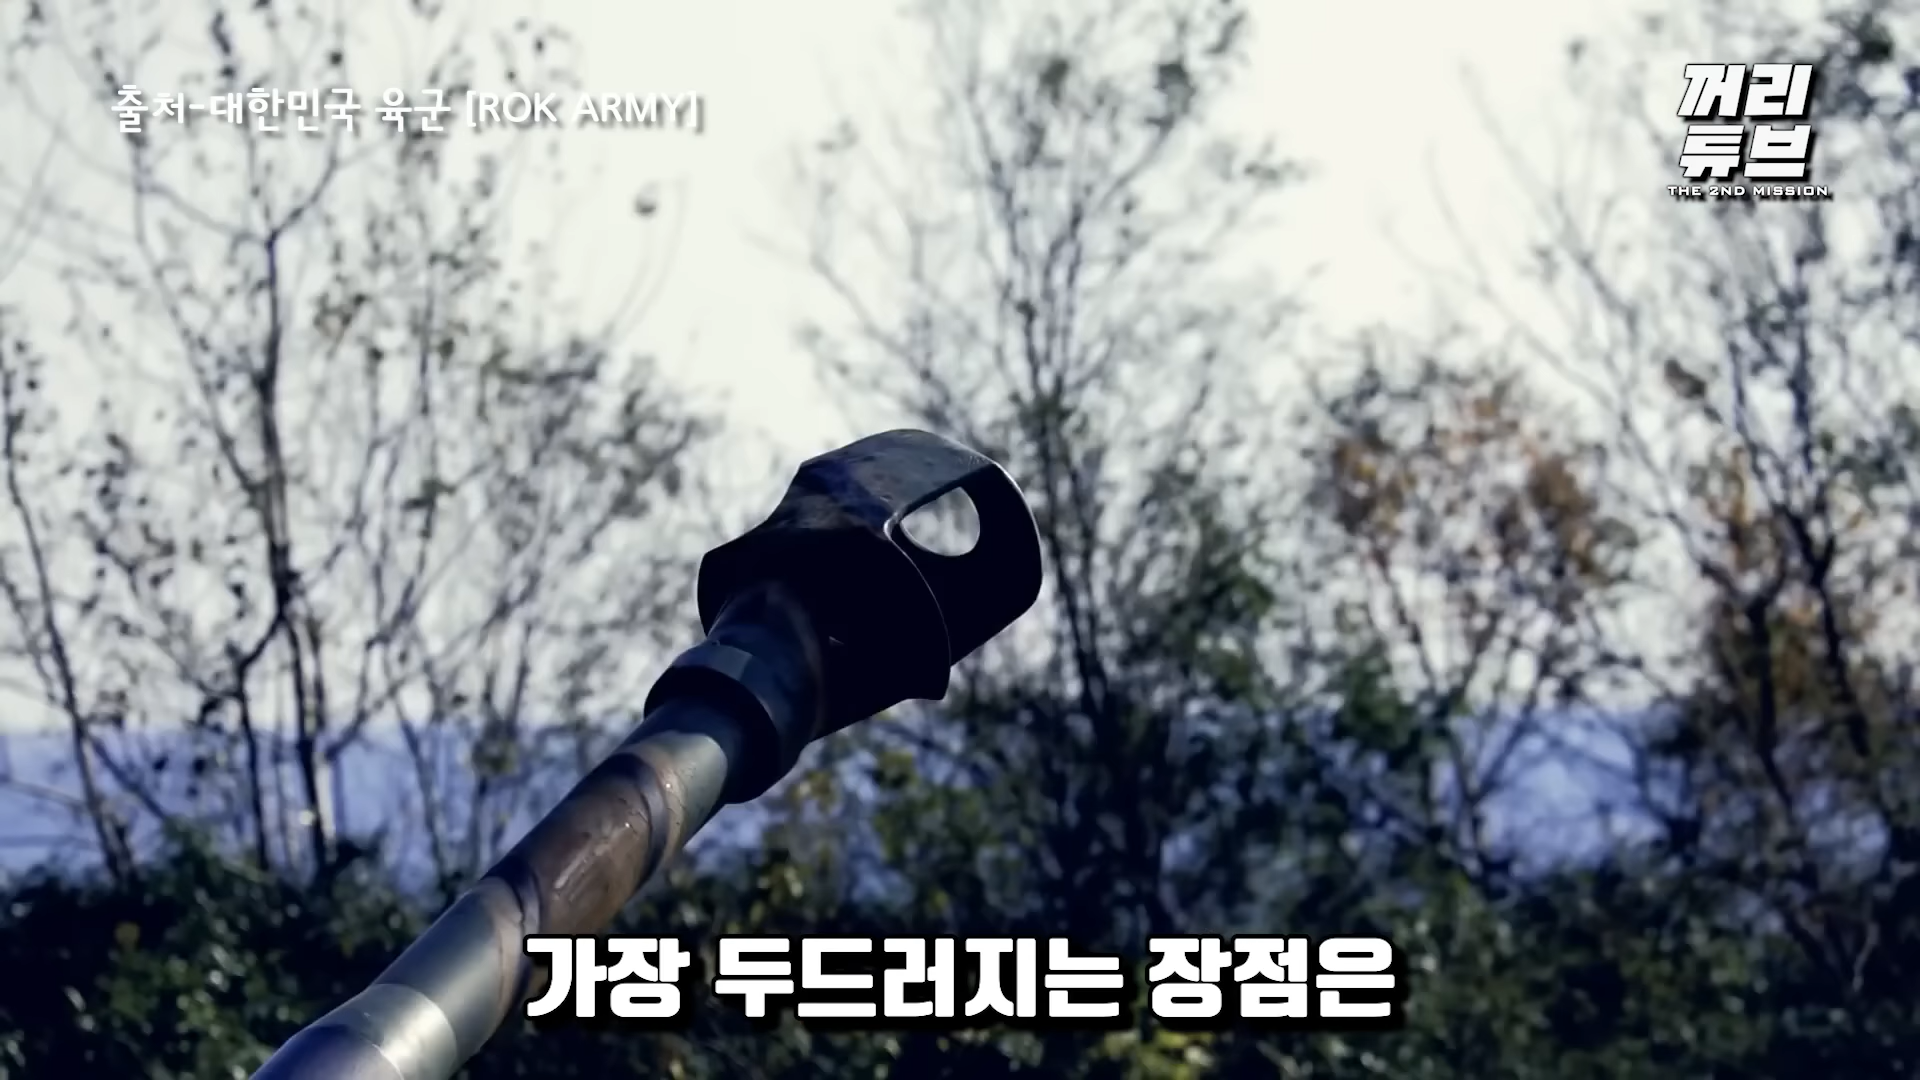 출처-대한민국 육군 [ROK ARMY]
꺼리
튜브
THE 2ND MISSION
가장 두드러지는 장점은